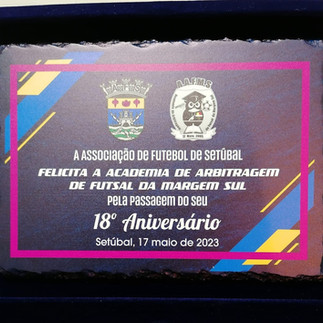 A.A.F.M.S
A ASSOCIAÇÃO DE FUTEBOL DE SETÚBAL
FELICITA A ACADEMIA DE ARBITRAGEM
DE FUTSAL DA MARGEM SUL
PELA PASSAGEM DO SEU
18º Aniversário
Setúbal, 17 maio de 2023